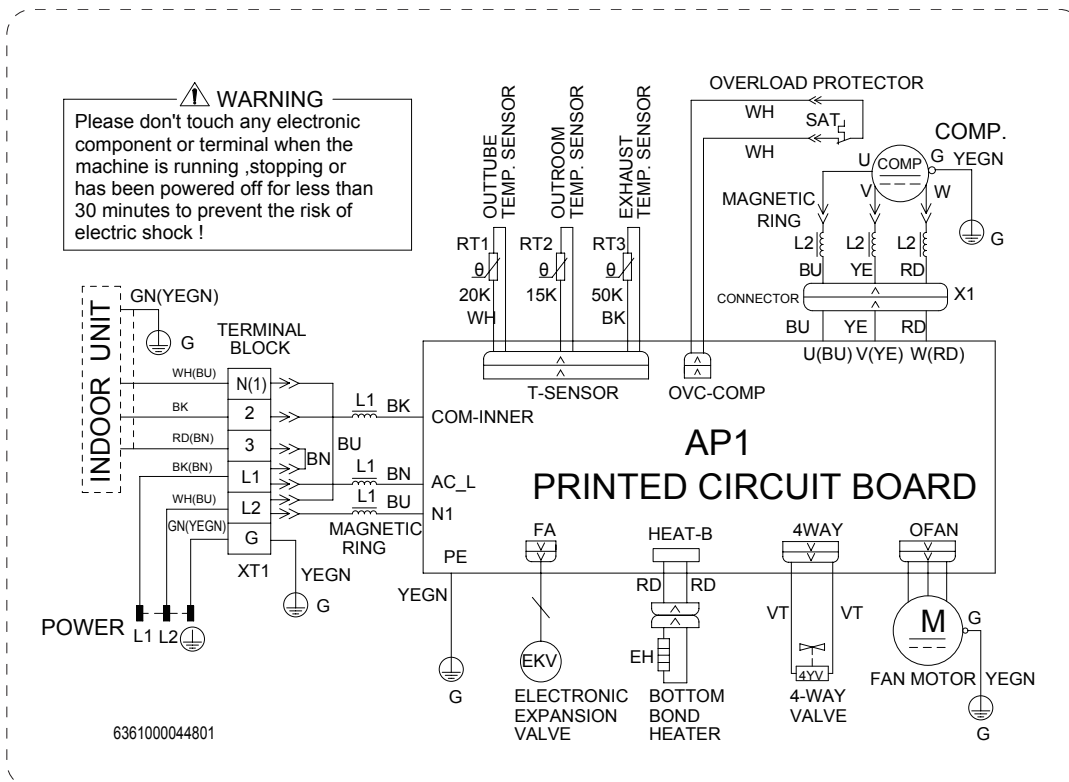 WARNING
Please don't touch any electronic
component or terminal when the
machine is running ,stopping or
has been powered off for less than
30 minutes to prevent the risk of
electric shock !
OUTTUBE
TEMP. SENSOR
OUTROOM
TEMP. SENSOR
EXHAUST
TEMP. SENSOR
RT1
RT2
RT3
θ
θ
θ
20K
15K
50K
WH
BK
OVERLOAD PROTECTOR
WH
SAT
WH
COMP.
U
COMP
G
YEGN
V
W
MAGNETIC
RING
G
L2
L2
L2
BU
YE
RD
CONNECTOR
X1
BU
YE
RD
U(BU)
V(YE)
W(RD)
INDOOR UNIT
GN(YEGN)
G
TERMINAL
BLOCK
WH(BU)
N(1)
BK
2
RD(BN)
3
BK(BN)
L1
WH(BU)
L2
GN(YEGN)
G
XT1
BU
BN
L1
BK
L1
BN
L1
BU
MAGNETIC
RING
YEGN
G
POWER
L1
L2
T-SENSOR
OVC-COMP
COM-INNER
AC_L
N1
PE
AP1
PRINTED CIRCUIT BOARD
FA
HEAT-B
4WAY
OFAN
YEGN
G
EKV
ELECTRONIC
EXPANSION
VALVE
RD
RD
EH
BOTTOM
BOND
HEATER
VT
VT
4YV
4-WAY
VALVE
M
G
FAN MOTOR
YEGN
G
6361000044801